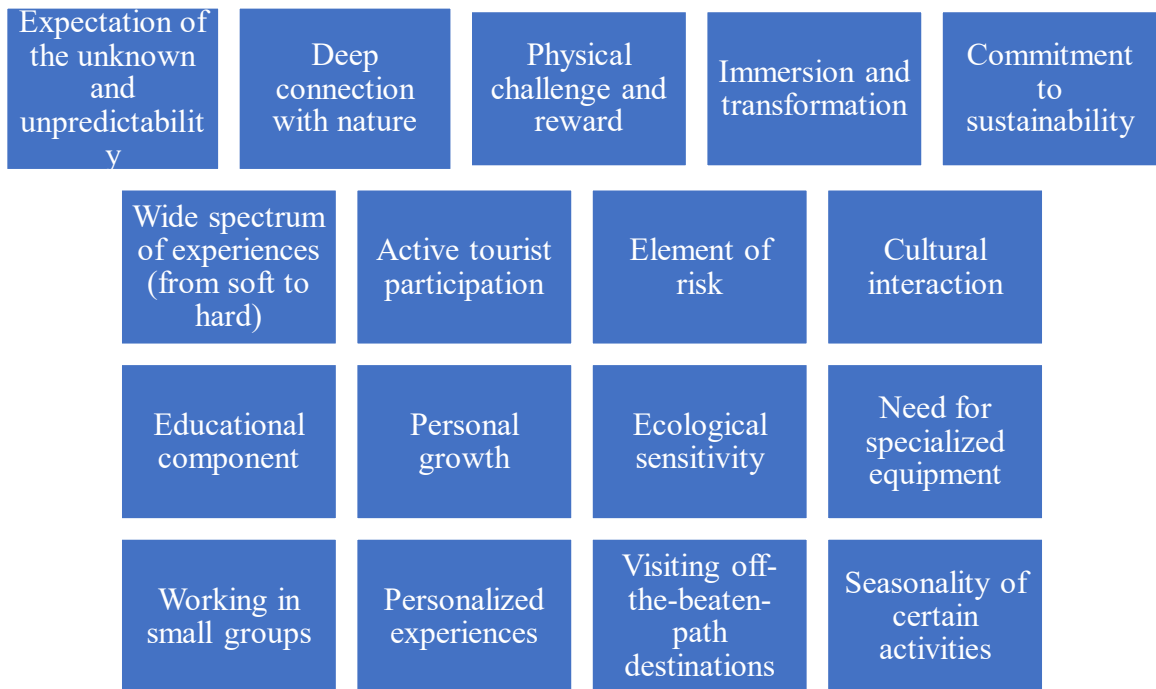 Expectation of
the unknown
and
unpredictabilit
y
Deep
connection
with nature
Physical
challenge and
reward
Immersion and
transformation
Commitment
to
sustainability
Wide spectrum
of experiences
(from soft to
hard)
Active tourist
participation
Element of
risk
Cultural
interaction
Educational
component
Personal
growth
Ecological
sensitivity
Need for
specialized
equipment
Working in
small groups
Personalized
experiences
Visiting off-
the-beaten-
path
destinations
Seasonality of
certain
activities